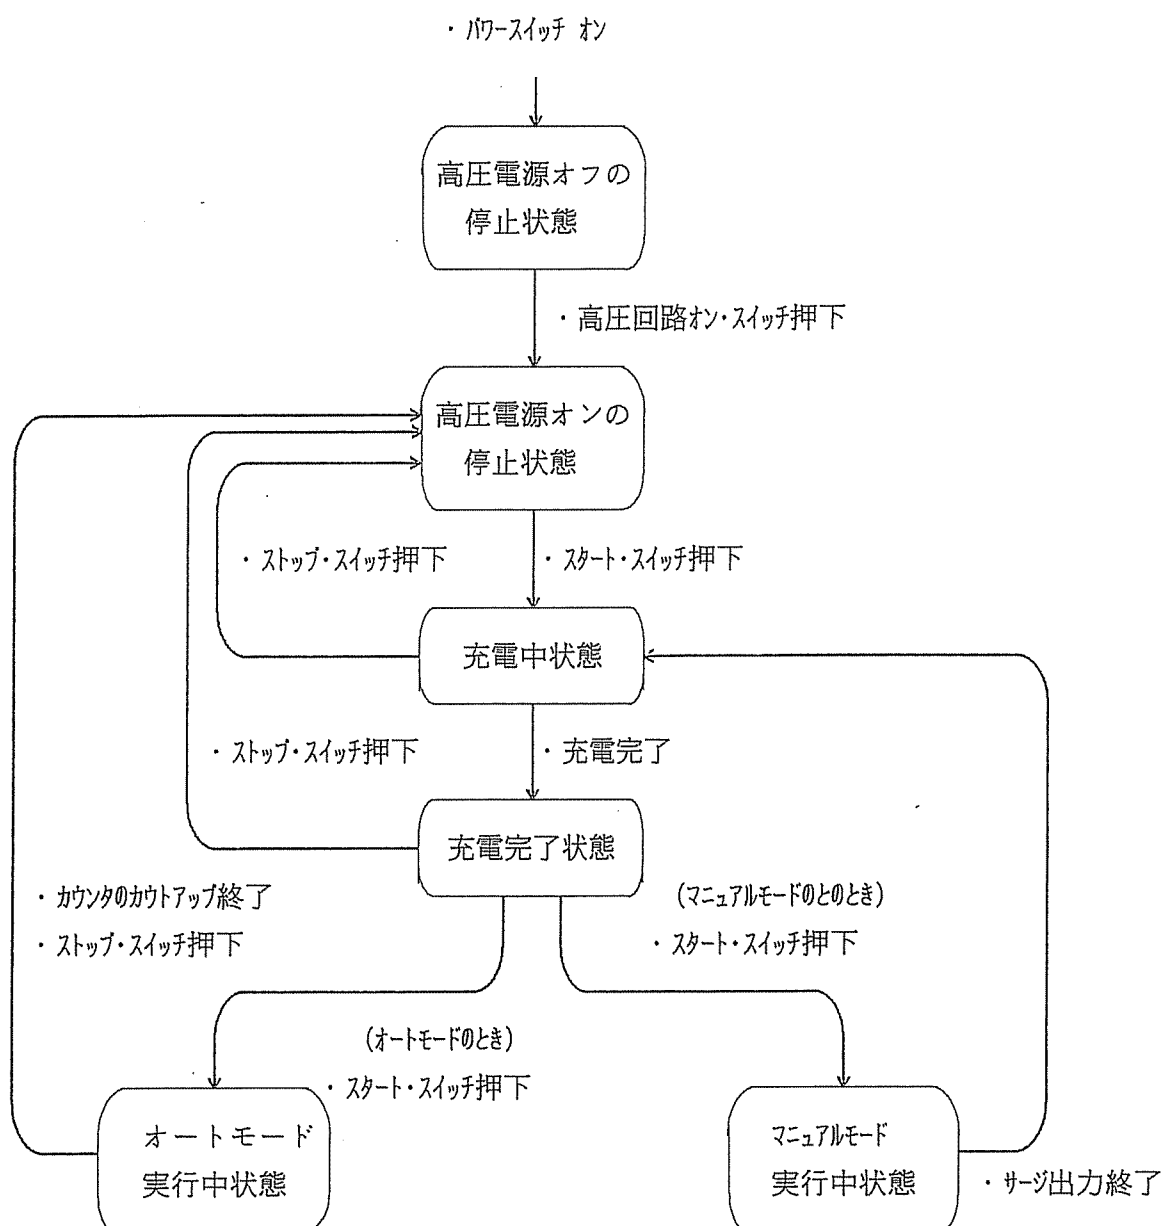 ・ パワースイッチ オン
高圧電源オフの
停止状態
・ 高圧回路オン・スイッチ押下
高圧電源オンの
停止状態
・ ストップ・スイッチ押下
・ スタート・スイッチ押下
充電中状態
・ ストップ・スイッチ押下
・ 充電完了
充電完了状態
・ カウンタのカウトアップ終了
・ ストップ・スイッチ押下
(マニュアルモードのとのとき)
・ スタート・スイッチ押下
(オートモードのとき)
・ スタート・スイッチ押下
オートモード
実行中状態
マニュアルモード
実行中状態
・ サージ出力終了